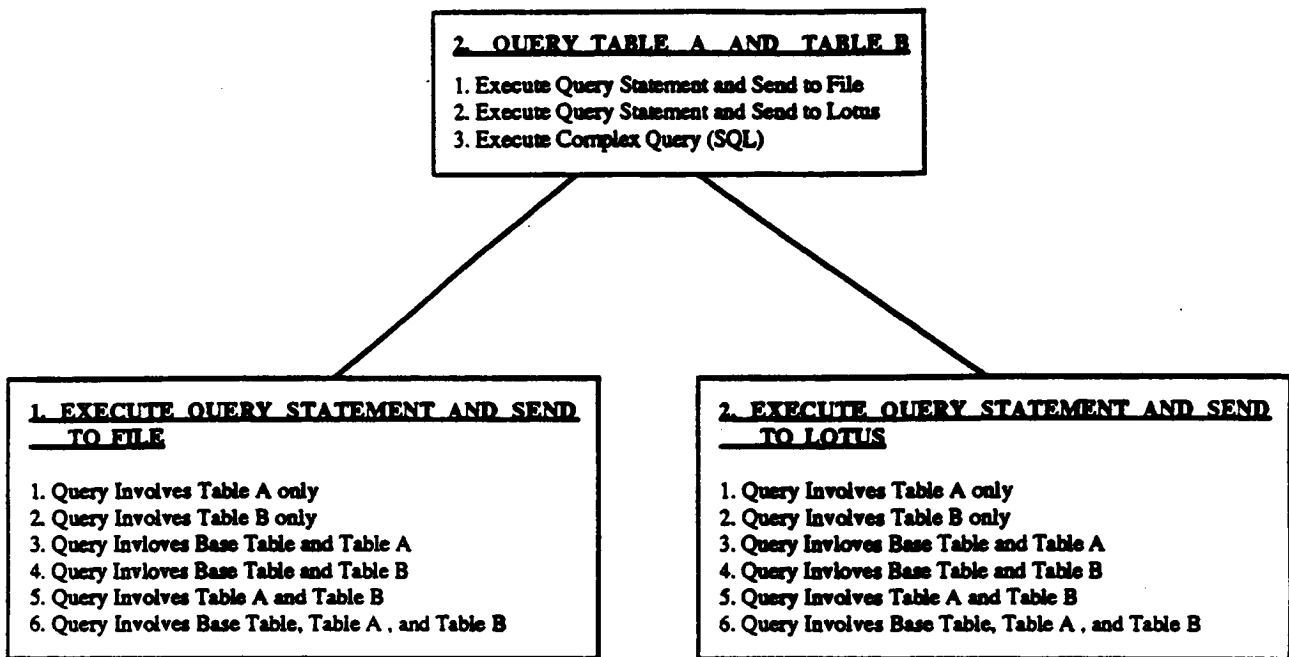 2. QUERY TABLE A AND TABLE B
1. Execute Query Statement and Send to File
2. Execute Query Statement and Send to Lotus
3. Execute Complex Query (SQL)
1. EXECUTE QUERY STATEMENT AND SEND
TO FILE
1. Query Involves Table A only
2. Query Involves Table B only
3. Query Invloves Base Table and Table A
4. Query Invloves Base Table and Table B
5. Query Involves Table A and Table B
6. Query Involves Base Table, Table A , and Table B
2. EXECUTE QUERY STATEMENT AND SEND
TO LOTUS
1. Query Involves Table A only
2. Query Involves Table B only
3. Query Invloves Base Table and Table A
4. Query Invloves Base Table and Table B
5. Query Involves Table A and Table B
6. Query Involves Base Table, Table A , and Table B